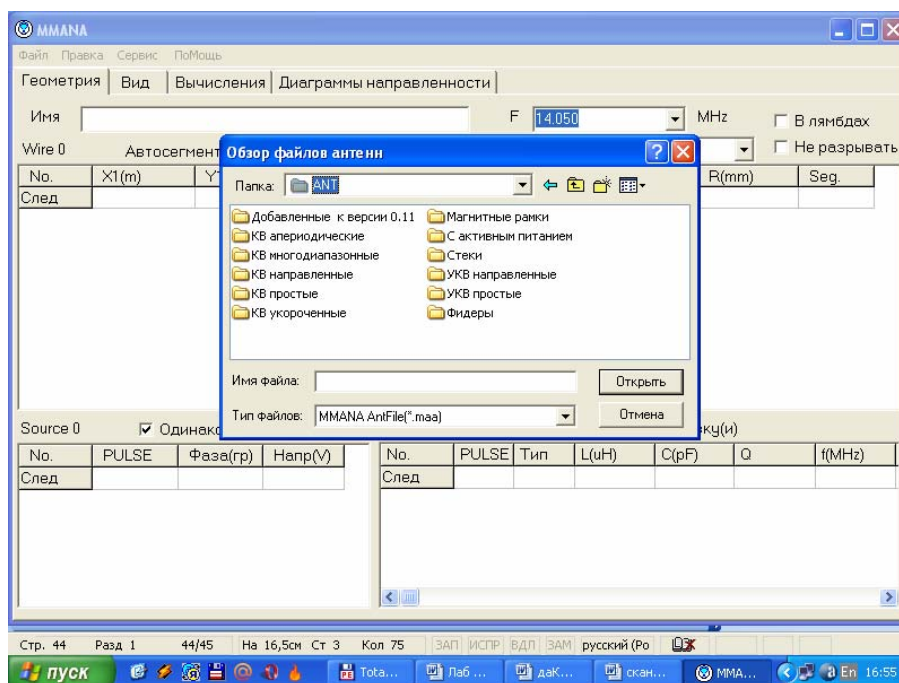 MMANA
Файл Правка Сервис ПоМощь
Геометрия Вид Вычисления Диаграммы направленности
Имя F 14.050 MHz В лямбдах
Wire 0 Автосегмент Не разрывать
No. X1(m) Y1 R(mm) Seg.
След
Обзор файлов антенн
Папка: ANT
Добавленные к версии 0.11 Магнитные рамки
КВ апериодические С активным питанием
КВ многодиапазонные Стеки
КВ направленные УКВ направленные
КВ простые УКВ простые
КВ укороченные Фидеры
Имя файла: Открыть
Тип файлов: MMANA AntFile(*.maa) Отмена
Source 0 Одинако зку(и)
No. PULSE Фаза(гр) Напр(V) No. PULSE Тип L(uH) C(pF) Q f(MHz)
След След
Стр. 44 Разд 1 44/45 На 16,5см Ст 3 Кол 75 ЗАП ИСПР ВДЛ ЗАМ русский (Ро
пуск Tota... Лаб ... даК... скан... MMA... En 16:55